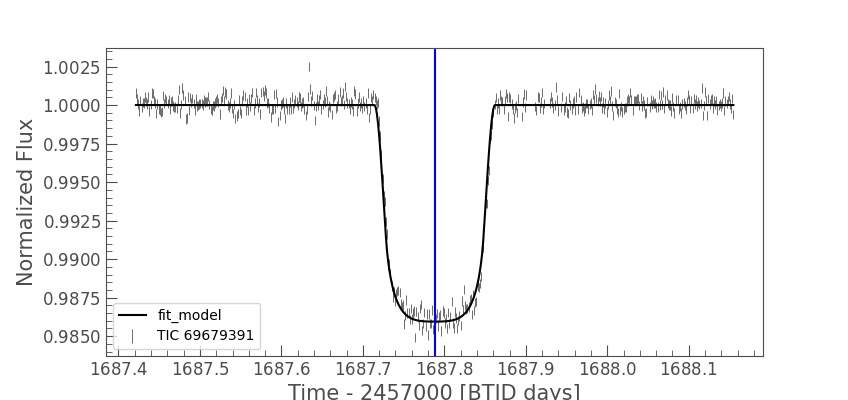 1.0025
1.0000
0.9975
0.9950
0.9925
0.9900
0.9875
0.9850
Normalized Flux
fit_model
TIC 69679391
1687.4 1687.5 1687.6 1687.7 1687.8 1687.9 1688.0 1688.1
Time - 2457000 [BTJD days]